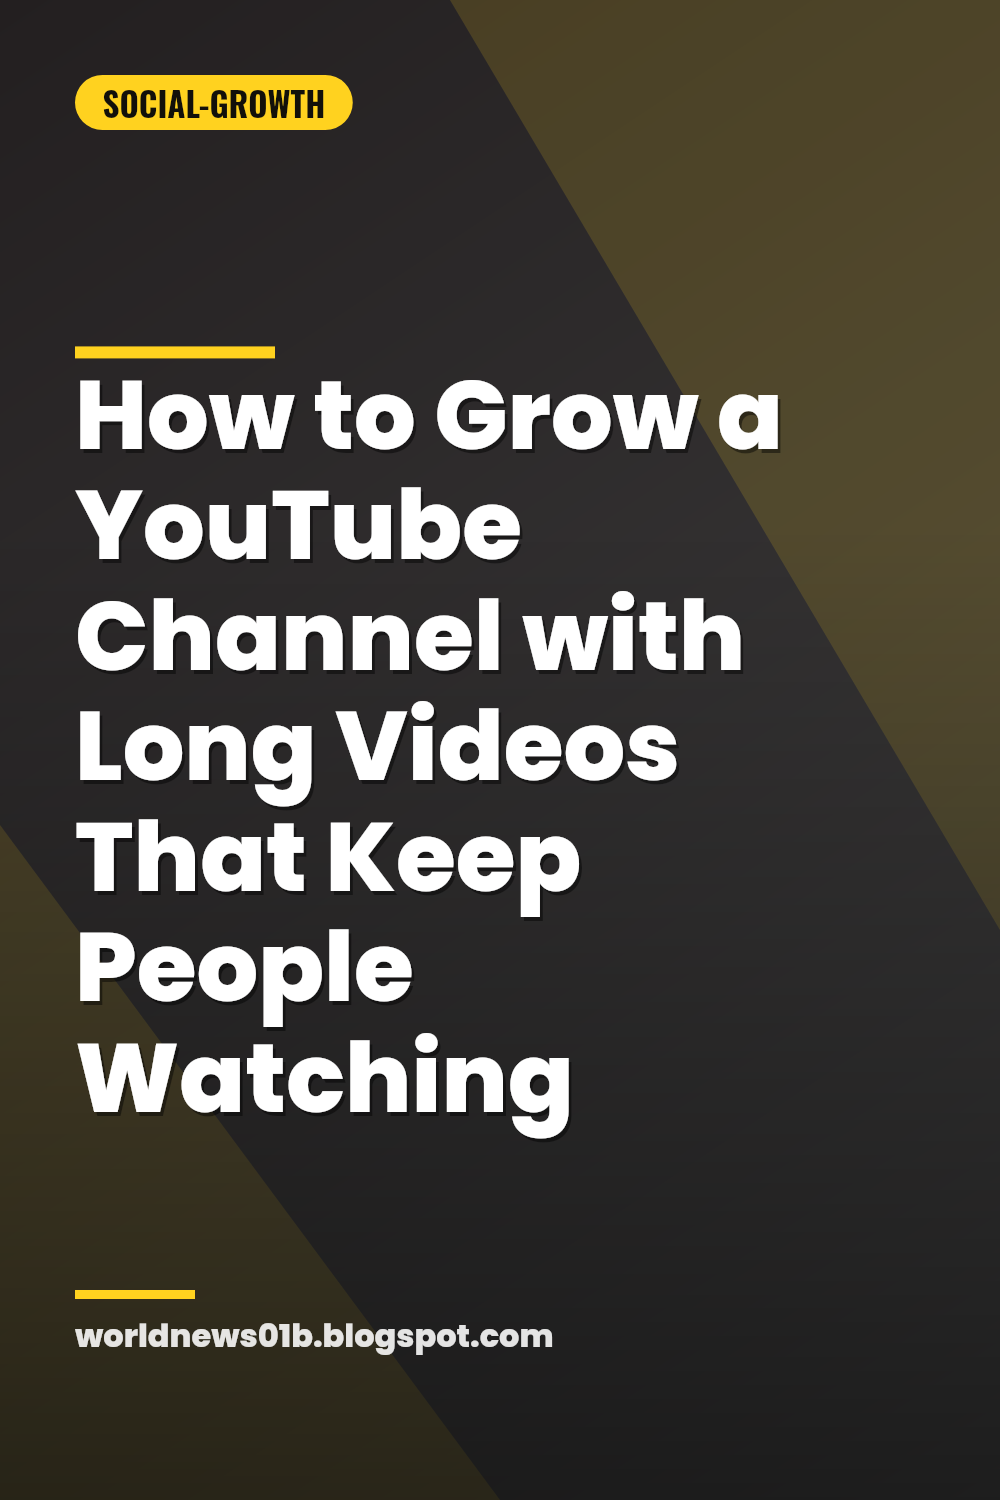 SOCIAL-GROWTH
How to Grow a
YouTube
Channel with
Long Videos
That Keep
People
Watching
worldnews01b.blogspot.com